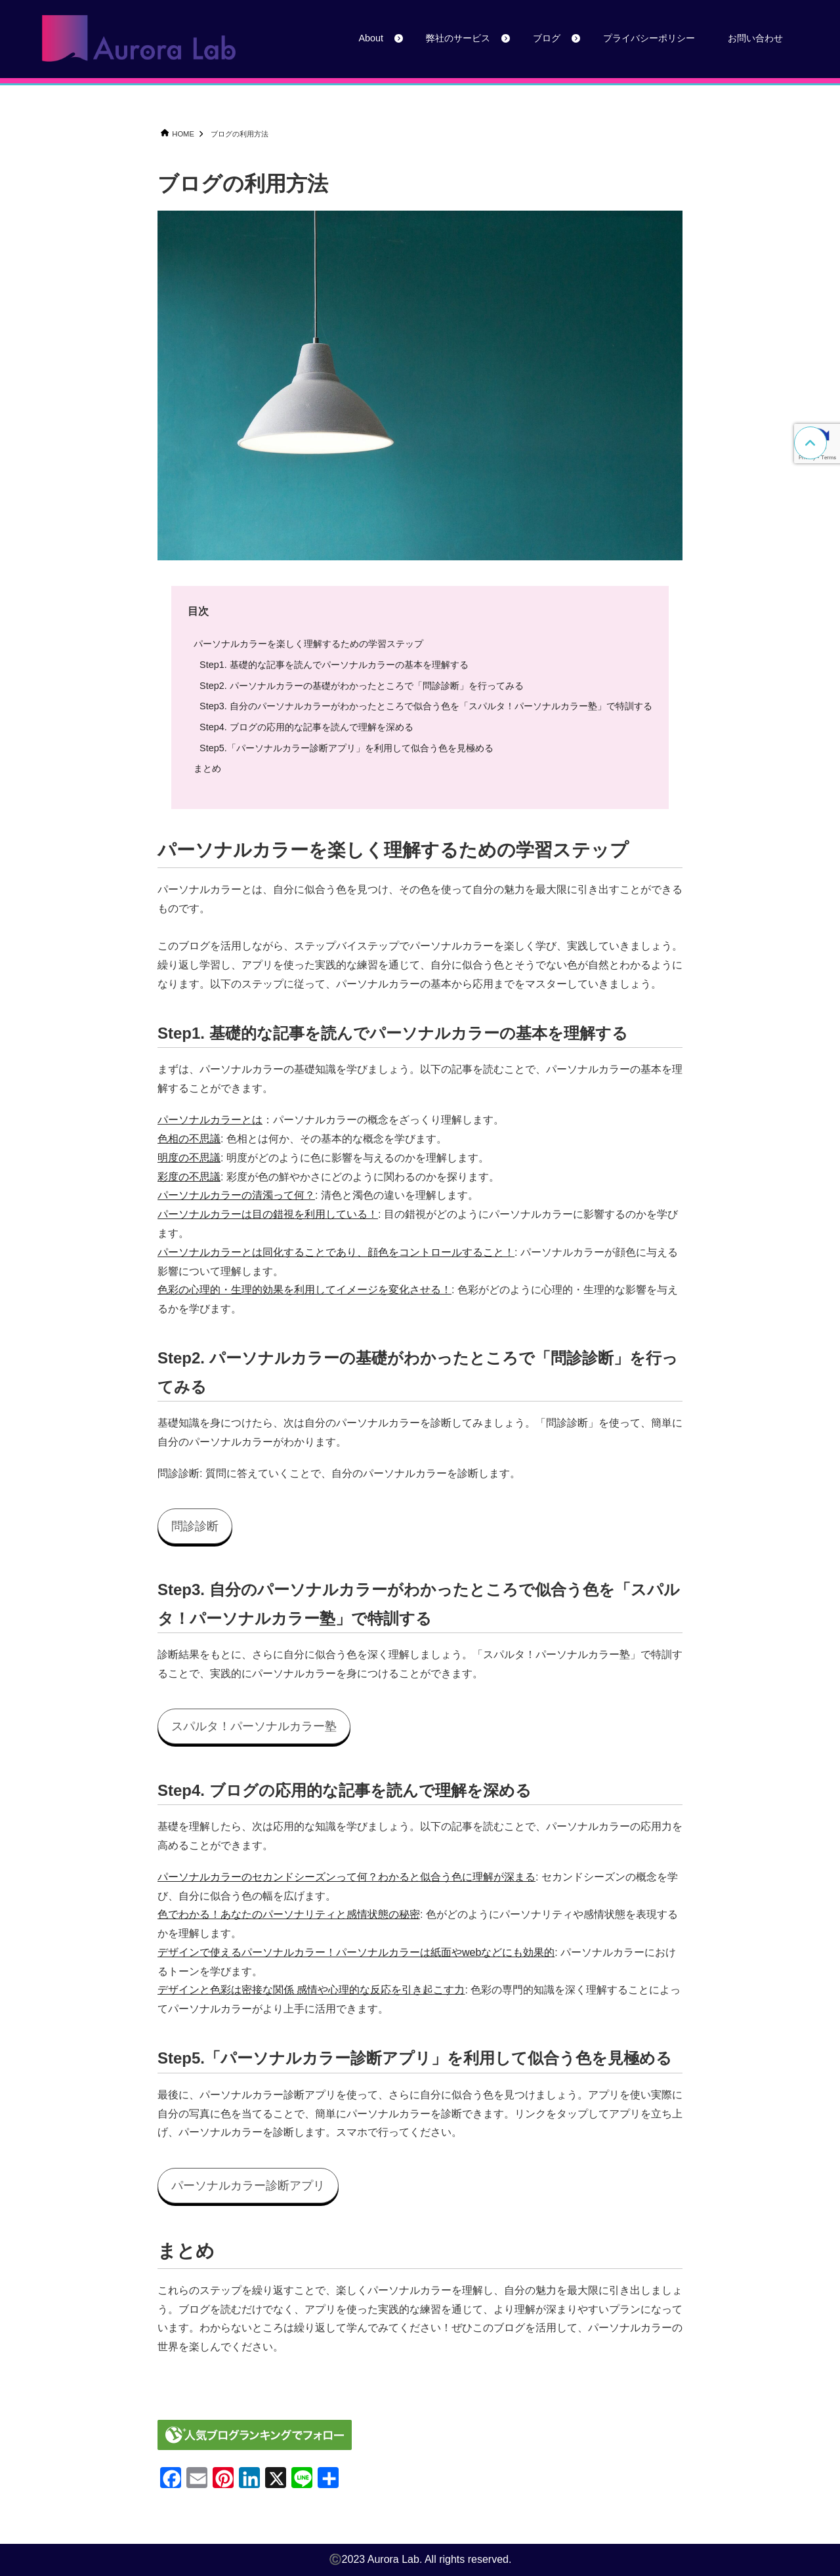 Aurora Lab
About
弊社のサービス
ブログ
プライバシーポリシー
お問い合わせ
HOME
ブログの利用方法
ブログの利用方法
Terms
目次
パーソナルカラーを楽しく理解するための学習ステップ
Step1. 基礎的な記事を読んでパーソナルカラーの基本を理解する
Step2. パーソナルカラーの基礎がわかったところで「問診診断」を行ってみる
Step3. 自分のパーソナルカラーがわかったところで似合う色を「スパルタ！パーソナルカラー塾」で特訓する
Step4. ブログの応用的な記事を読んで理解を深める
Step5.「パーソナルカラー診断アプリ」を利用して似合う色を見極める
まとめ
パーソナルカラーを楽しく理解するための学習ステップ
パーソナルカラーとは、自分に似合う色を見つけ、その色を使って自分の魅力を最大限に引き出すことができる
ものです。
このブログを活用しながら、ステップバイステップでパーソナルカラーを楽しく学び、実践していきましょう。
繰り返し学習し、アプリを使った実践的な練習を通じて、自分に似合う色とそうでない色が自然とわかるように
なります。以下のステップに従って、パーソナルカラーの基本から応用までをマスターしていきましょう。
Step1. 基礎的な記事を読んでパーソナルカラーの基本を理解する
まずは、パーソナルカラーの基礎知識を学びましょう。以下の記事を読むことで、パーソナルカラーの基本を理
解することができます。
パーソナルカラーとは：パーソナルカラーの概念をざっくり理解します。
色相の不思議: 色相とは何か、その基本的な概念を学びます。
明度の不思議: 明度がどのように色に影響を与えるのかを理解します。
彩度の不思議: 彩度が色の鮮やかさにどのように関わるのかを探ります。
パーソナルカラーの清濁って何？: 清色と濁色の違いを理解します。
パーソナルカラーは目の錯視を利用している！: 目の錯視がどのようにパーソナルカラーに影響するのかを学び
ます。
パーソナルカラーとは同化することであり、顔色をコントロールすること！: パーソナルカラーが顔色に与える
影響について理解します。
色彩の心理的・生理的効果を利用してイメージを変化させる！: 色彩がどのように心理的・生理的な影響を与え
るかを学びます。
Step2. パーソナルカラーの基礎がわかったところで「問診診断」を行っ
てみる
基礎知識を身につけたら、次は自分のパーソナルカラーを診断してみましょう。「問診診断」を使って、簡単に
自分のパーソナルカラーがわかります。
問診診断: 質問に答えていくことで、自分のパーソナルカラーを診断します。
問診診断
Step3. 自分のパーソナルカラーがわかったところで似合う色を「スパル
タ！パーソナルカラー塾」で特訓する
診断結果をもとに、さらに自分に似合う色を深く理解しましょう。「スパルタ！パーソナルカラー塾」で特訓す
ることで、実践的にパーソナルカラーを身につけることができます。
スパルタ！パーソナルカラー塾
Step4. ブログの応用的な記事を読んで理解を深める
基礎を理解したら、次は応用的な知識を学びましょう。以下の記事を読むことで、パーソナルカラーの応用力を
高めることができます。
パーソナルカラーのセカンドシーズンって何？わかると似合う色に理解が深まる: セカンドシーズンの概念を学
び、自分に似合う色の幅を広げます。
色でわかる！あなたのパーソナリティと感情状態の秘密: 色がどのようにパーソナリティや感情状態を表現する
かを理解します。
デザインで使えるパーソナルカラー！パーソナルカラーは紙面やwebなどにも効果的: パーソナルカラーにおけ
るトーンを学びます。
デザインと色彩は密接な関係 感情や心理的な反応を引き起こす力: 色彩の専門的知識を深く理解することによっ
てパーソナルカラーがより上手に活用できます。
Step5.「パーソナルカラー診断アプリ」を利用して似合う色を見極める
最後に、パーソナルカラー診断アプリを使って、さらに自分に似合う色を見つけましょう。アプリを使い実際に
自分の写真に色を当てることで、簡単にパーソナルカラーを診断できます。リンクをタップしてアプリを立ち上
げ、パーソナルカラーを診断します。スマホで行ってください。
パーソナルカラー診断アプリ
まとめ
これらのステップを繰り返すことで、楽しくパーソナルカラーを理解し、自分の魅力を最大限に引き出しましょ
う。ブログを読むだけでなく、アプリを使った実践的な練習を通じて、より理解が深まりやすいプランになって
います。わからないところは繰り返して学んでみてください！ぜひこのブログを活用して、パーソナルカラーの
世界を楽しんでください。
人気ブログランキングでフォロー
©2023 Aurora Lab. All rights reserved.